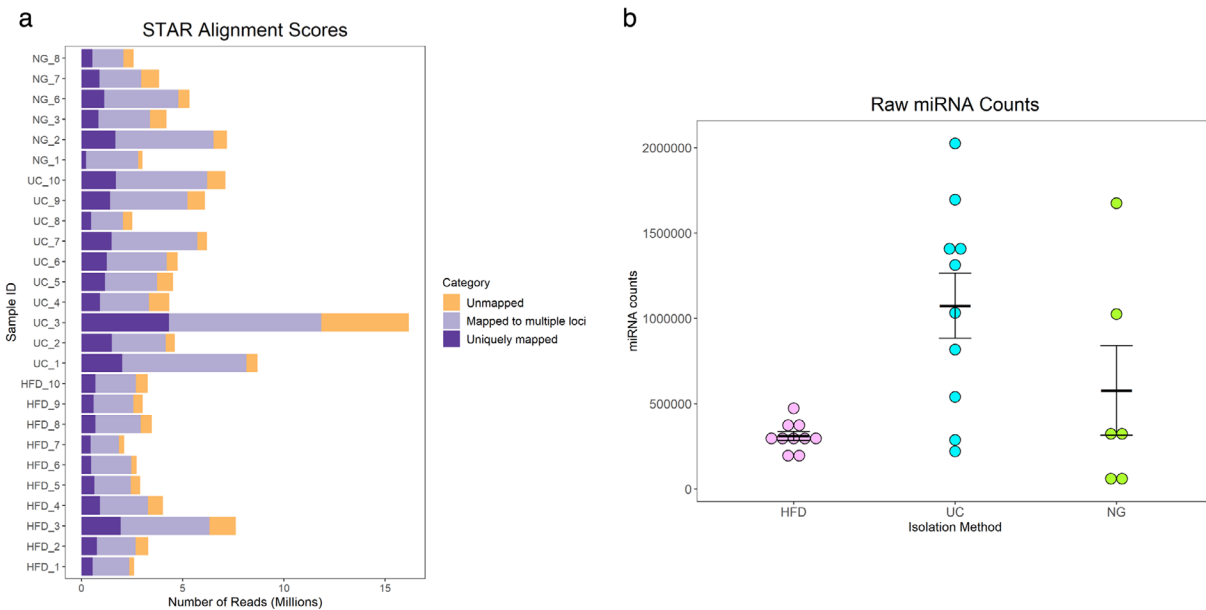 a
STAR Alignment Scores
Sample ID
NG_8
NG_7
NG_6
NG_3
NG_2
NG_1
UC_10
UC_9
UC_8
UC_7
UC_6
UC_5
UC_4
UC_3
UC_2
UC_1
HFD_10
HFD_9
HFD_8
HFD_7
HFD_6
HFD_5
HFD_4
HFD_3
HFD_2
HFD_1
0 5 10 15
Number of Reads (Millions)
Category
Unmapped
Mapped to multiple loci
Uniquely mapped
b
Raw miRNA Counts
miRNA counts
2000000
1500000
1000000
500000
0
HFD UC NG
Isolation Method